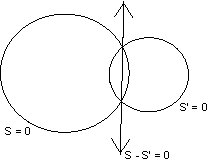 S' = 0
S = 0
S - S' = 0